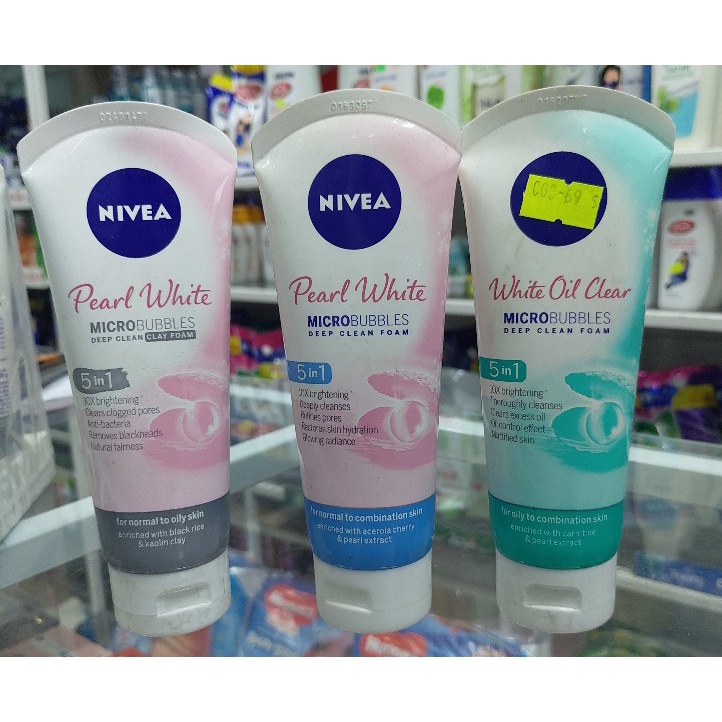 NIVEA
Pearl White
MICROBUBBLES
DEEP CLEAN CLAY FOAM
5 in 1
10X brightening*
Clears clogged pores
Anti-bacteria
Removes blackheads
Natural fairness
for normal to oily skin
enriched with black rice
& kaolin clay
NIVEA
Pearl White
MICROBUBBLES
DEEP CLEAN FOAM
5 in 1
10X brightening*
Deeply cleanses
Refines pores
Restores skin hydration
Glowing radiance
for normal to combination skin
enriched with acerola cherry
& pearl extract
White Oil Clear
MICROBUBBLES
DEEP CLEAN FOAM
5 in 1
10X brightening*
Thoroughly cleanses
Clears excess oil
Oil control effect
Mattified skin
for oily to combination skin
enriched with carnitine
& pearl extract